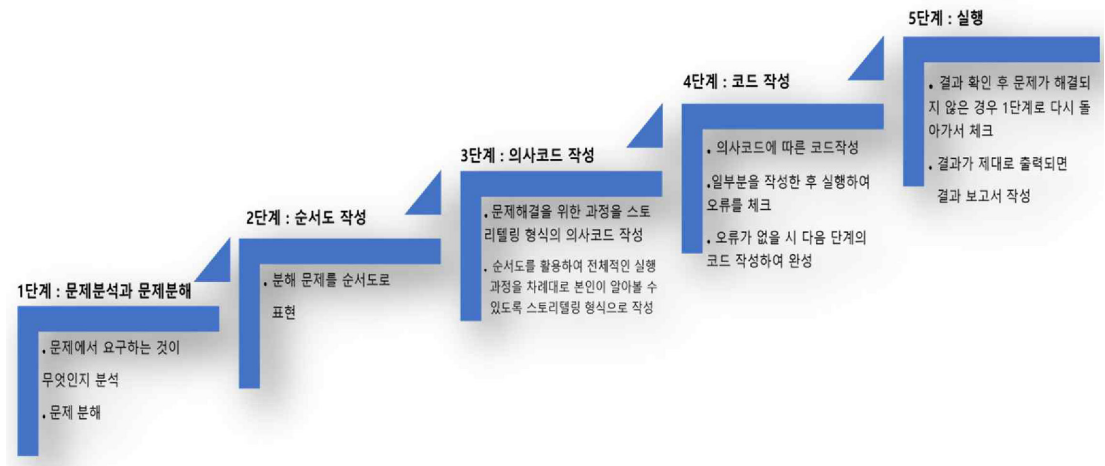 1단계 : 문제분석과 문제분해
. 문제에서 요구하는 것이
무엇인지 분석
. 문제 분해
2단계 : 순서도 작성
. 분해 문제를 순서도로
표현
3단계 : 의사코드 작성
. 문제해결을 위한 과정을 스토
리텔링 형식의 의사코드 작성
. 순서도를 활용하여 전체적인 실행
과정을 차례대로 본인이 알아볼 수
있도록 스토리텔링 형식으로 작성
4단계 : 코드 작성
. 의사코드에 따른 코드작성
.일부분을 작성한 후 실행하여
오류를 체크
. 오류가 없을 시 다음 단계의
코드 작성하여 완성
5단계 : 실행
. 결과 확인 후 문제가 해결되
지 않은 경우 1단계로 다시 돌
아가서 체크
. 결과가 제대로 출력되면
결과 보고서 작성